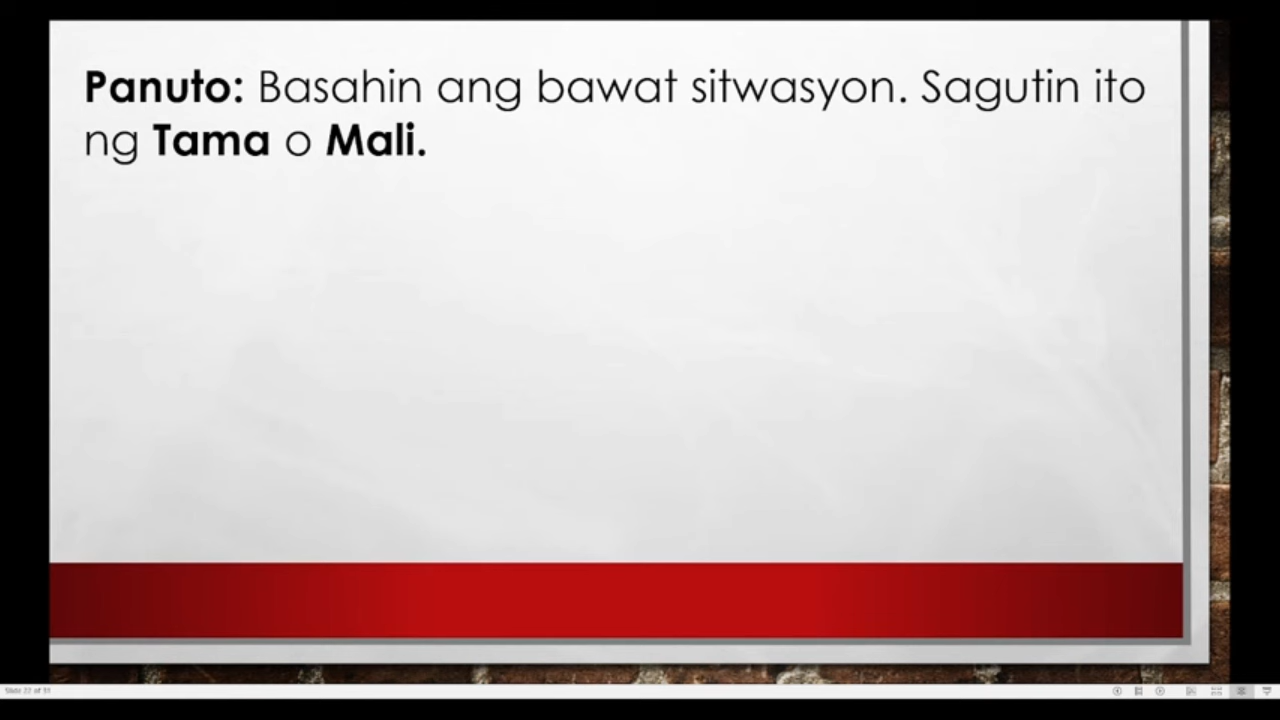 Panuto: Basahin ang bawat sitwasyon. Sagutin ito
ng Tama o Mali.